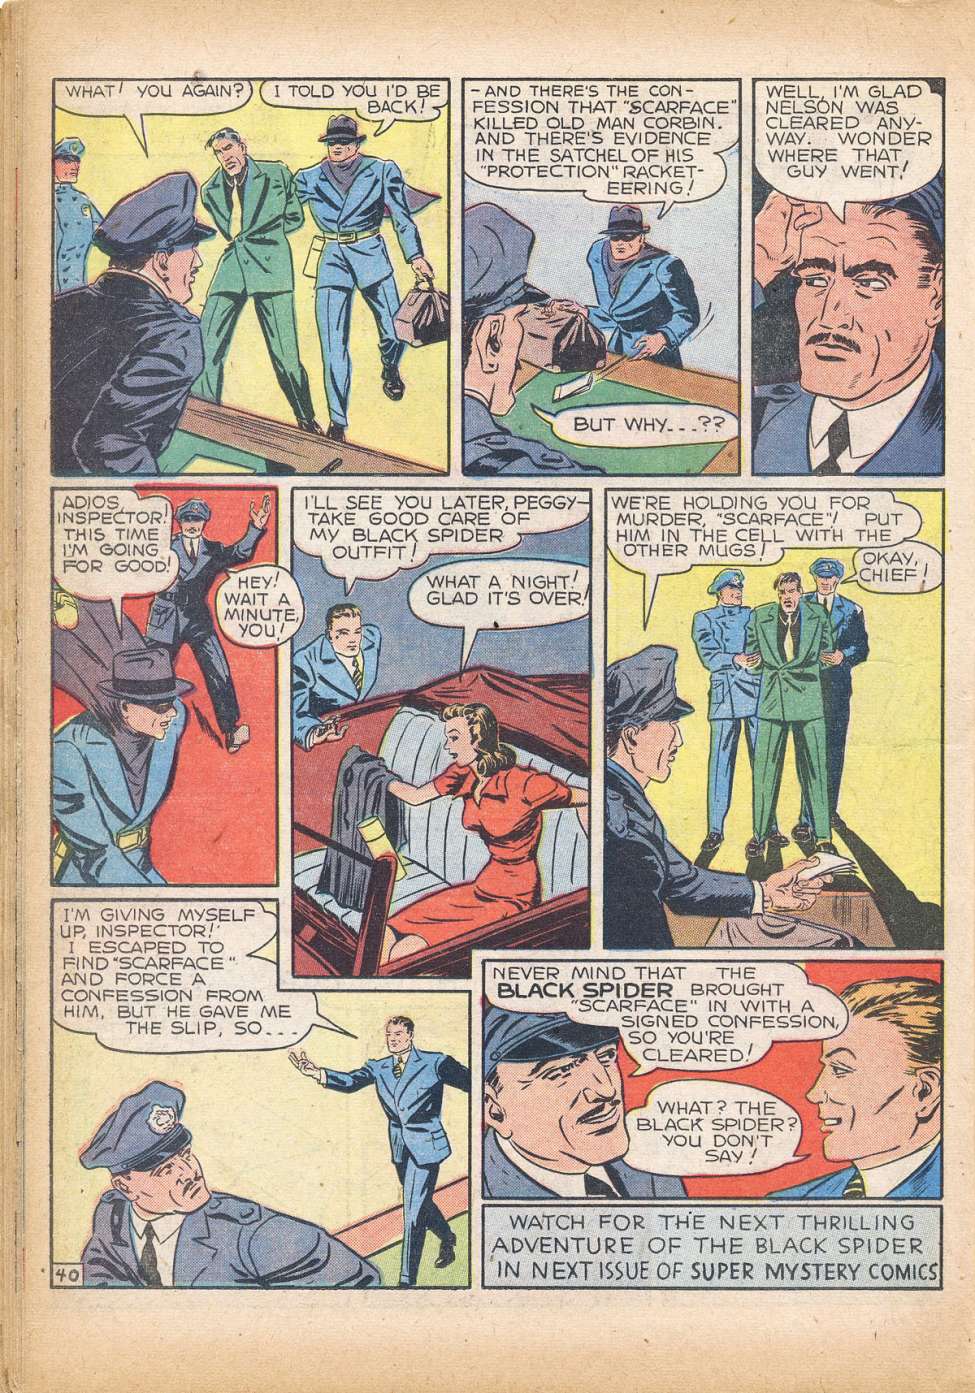 WHAT! YOU AGAIN?
I TOLD YOU I'D BE
BACK!
-AND THERE'S THE CON-
FESSION THAT "SCARFACE"
KILLED OLD MAN CORBIN.
AND THERE'S EVIDENCE
IN THE SATCHEL OF HIS
"PROTECTION" RACKET-
EERING!
BUT WHY...??
WELL, I'M GLAD
NELSON WAS
CLEARED ANY-
WAY. WONDER
WHERE THAT
GUY WENT!
ADIOS,
INSPECTOR!
THIS TIME
I'M GOING
FOR GOOD!
HEY!
WAIT A
MINUTE,
YOU!
I'LL SEE YOU LATER, PEGGY-
TAKE GOOD CARE OF
MY BLACK SPIDER
OUTFIT!
WHAT A NIGHT!
GLAD IT'S OVER!
WE'RE HOLDING YOU FOR
MURDER, "SCARFACE"! PUT
HIM IN THE CELL WITH THE
OTHER MUGS!
OKAY,
CHIEF!
I'M GIVING MYSELF
UP, INSPECTOR!
I ESCAPED TO
FIND "SCARFACE"
AND FORCE A
CONFESSION FROM
HIM, BUT HE GAVE ME
THE SLIP, SO...
NEVER MIND THAT THE
BLACK SPIDER BROUGHT
"SCARFACE" IN WITH A
SIGNED CONFESSION,
SO YOU'RE
CLEARED!
WHAT? THE
BLACK SPIDER?
YOU DON'T
SAY!
40
WATCH FOR THE NEXT THRILLING
ADVENTURE OF THE BLACK SPIDER
IN NEXT ISSUE OF SUPER MYSTERY COMICS